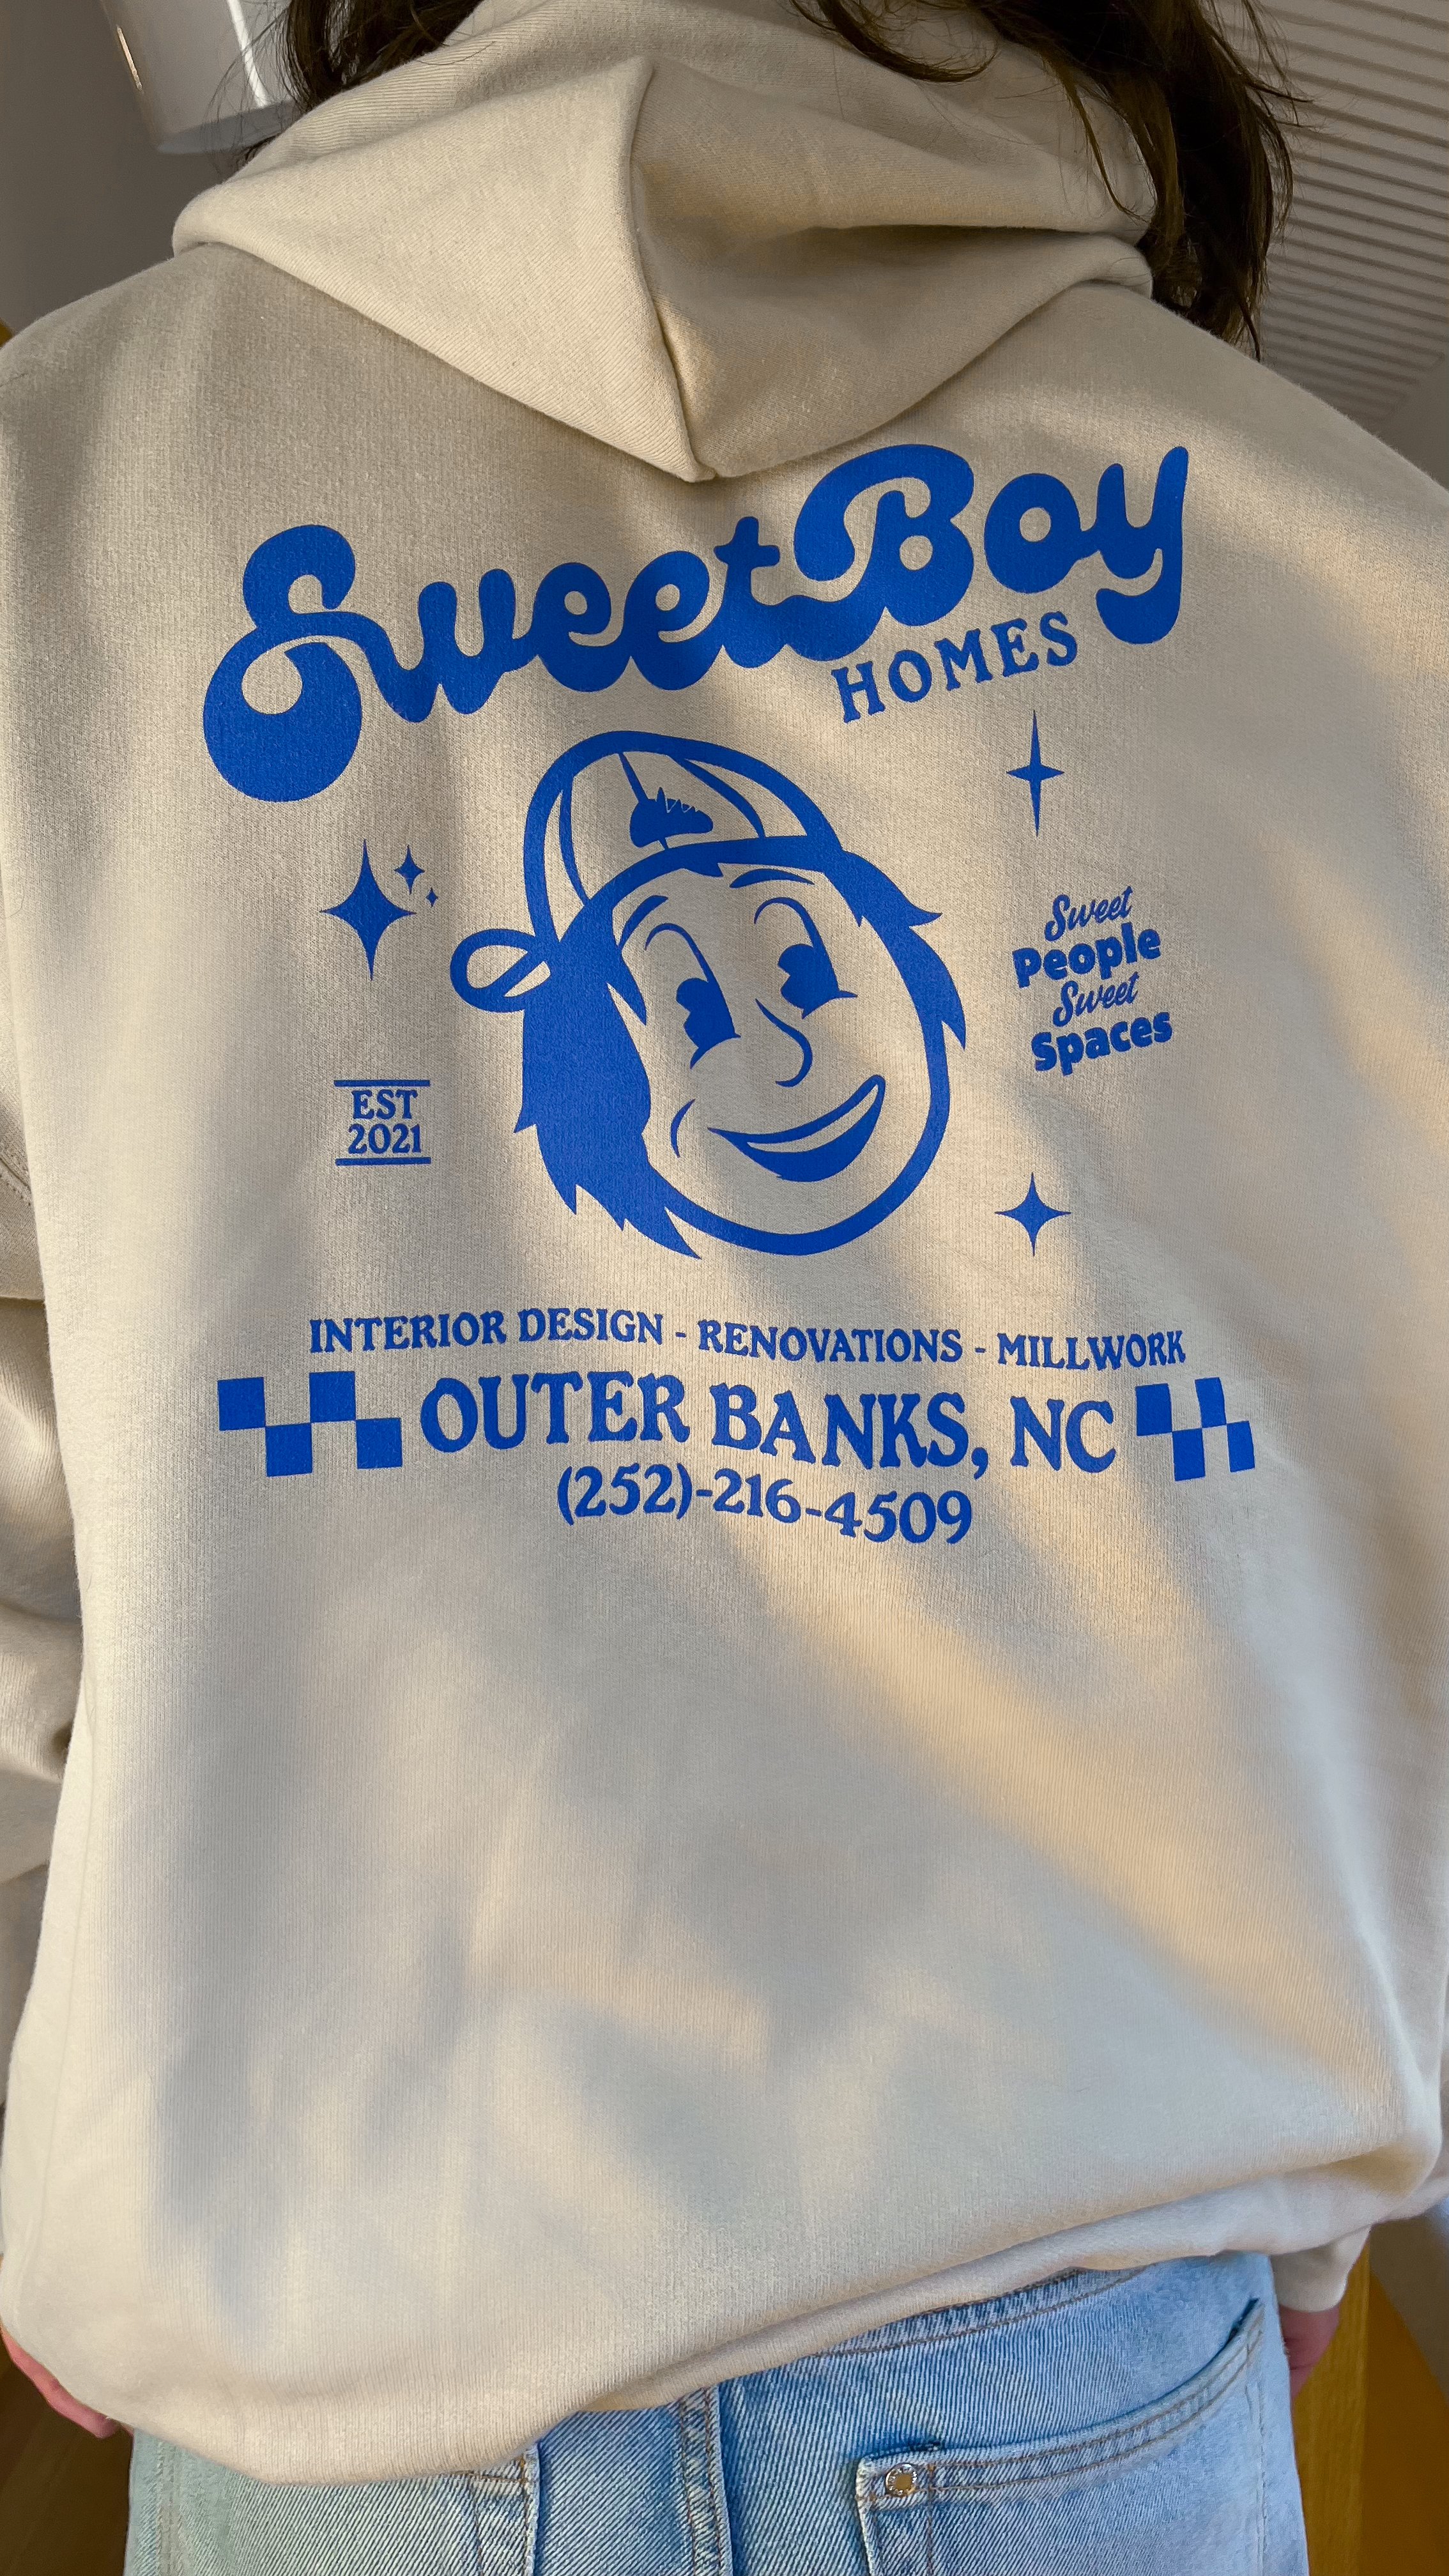 SweetBoy
HOMES
Sweet
People
Sweet
Spaces
EST
2021
INTERIOR DESIGN - RENOVATIONS - MILLWORK
OUTER BANKS, NC
(252)-216-4509